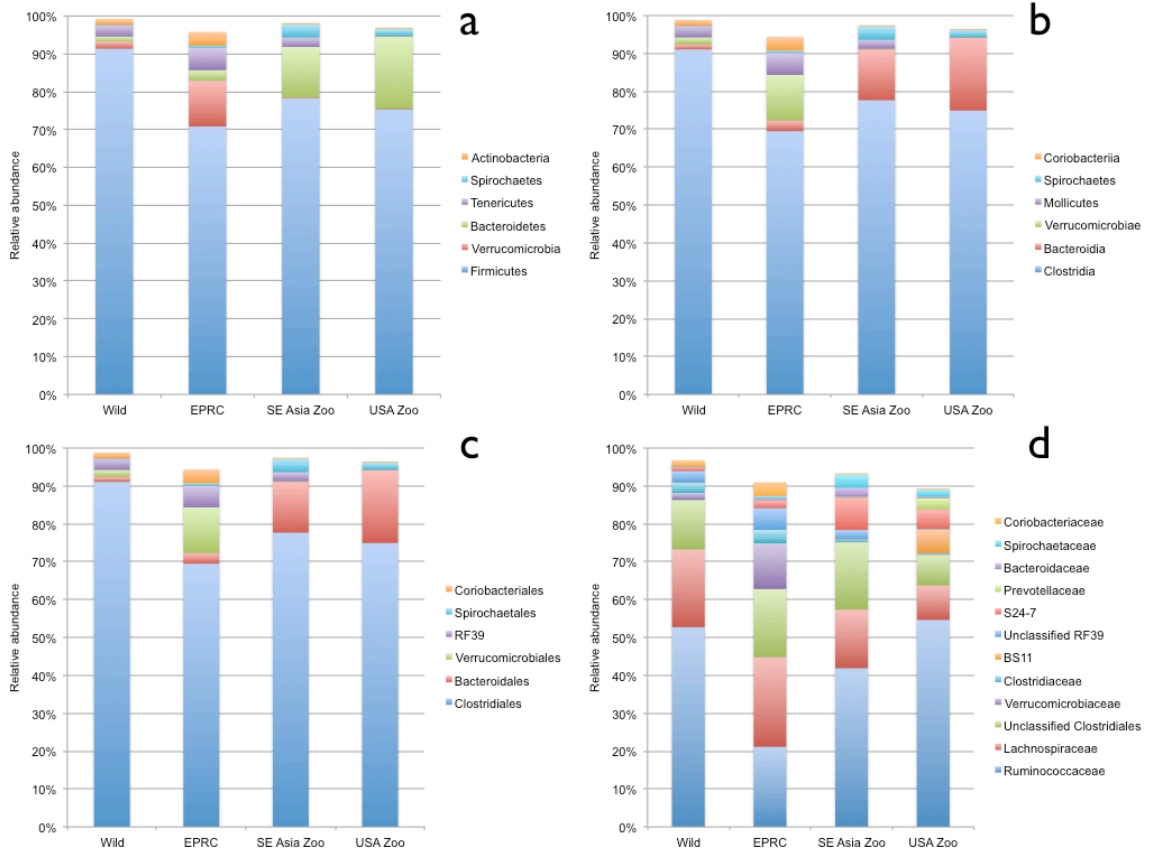 a
100%
90%
80%
70%
60%
50%
40%
30%
20%
10%
0%
Relative abundance
Wild EPRC SE Asia Zoo USA Zoo
Actinobacteria
Spirochaetes
Tenericutes
Bacteroidetes
Verrucomicrobia
Firmicutes
b
100%
90%
80%
70%
60%
50%
40%
30%
20%
10%
0%
Relative abundance
Wild EPRC SE Asia Zoo USA Zoo
Coriobacteriia
Spirochaetes
Mollicutes
Verrucomicrobiae
Bacteroidia
Clostridia
c
100%
90%
80%
70%
60%
50%
40%
30%
20%
10%
0%
Relative abundance
Wild EPRC SE Asia Zoo USA Zoo
Coriobacteriales
Spirochaetales
RF39
Verrucomicrobiales
Bacteroidales
Clostridiales
d
100%
90%
80%
70%
60%
50%
40%
30%
20%
10%
0%
Relative abundance
Wild EPRC SE Asia Zoo USA Zoo
Coriobacteriaceae
Spirochaetaceae
Bacteroidaceae
Prevotellaceae
S24-7
Unclassified RF39
BS11
Clostridiaceae
Verrucomicrobiaceae
Unclassified Clostridiales
Lachnospiraceae
Ruminococcaceae